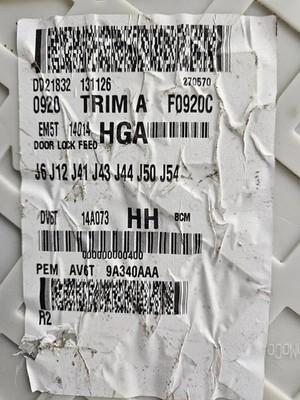 D921832 131126 270570
0920 TRIM A F0920C
EM5T 14014 HGA
DOOR LOCK FEED
J6 J12 J41 J43 J44 J50 J54
DV6T 14A073 HH BCM
000000000400
PEM AV6T 9A340AAA
R2